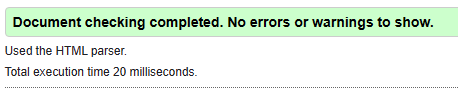 Document checking completed. No errors or warnings to show.
Used the HTML parser.
Total execution time 20 milliseconds.